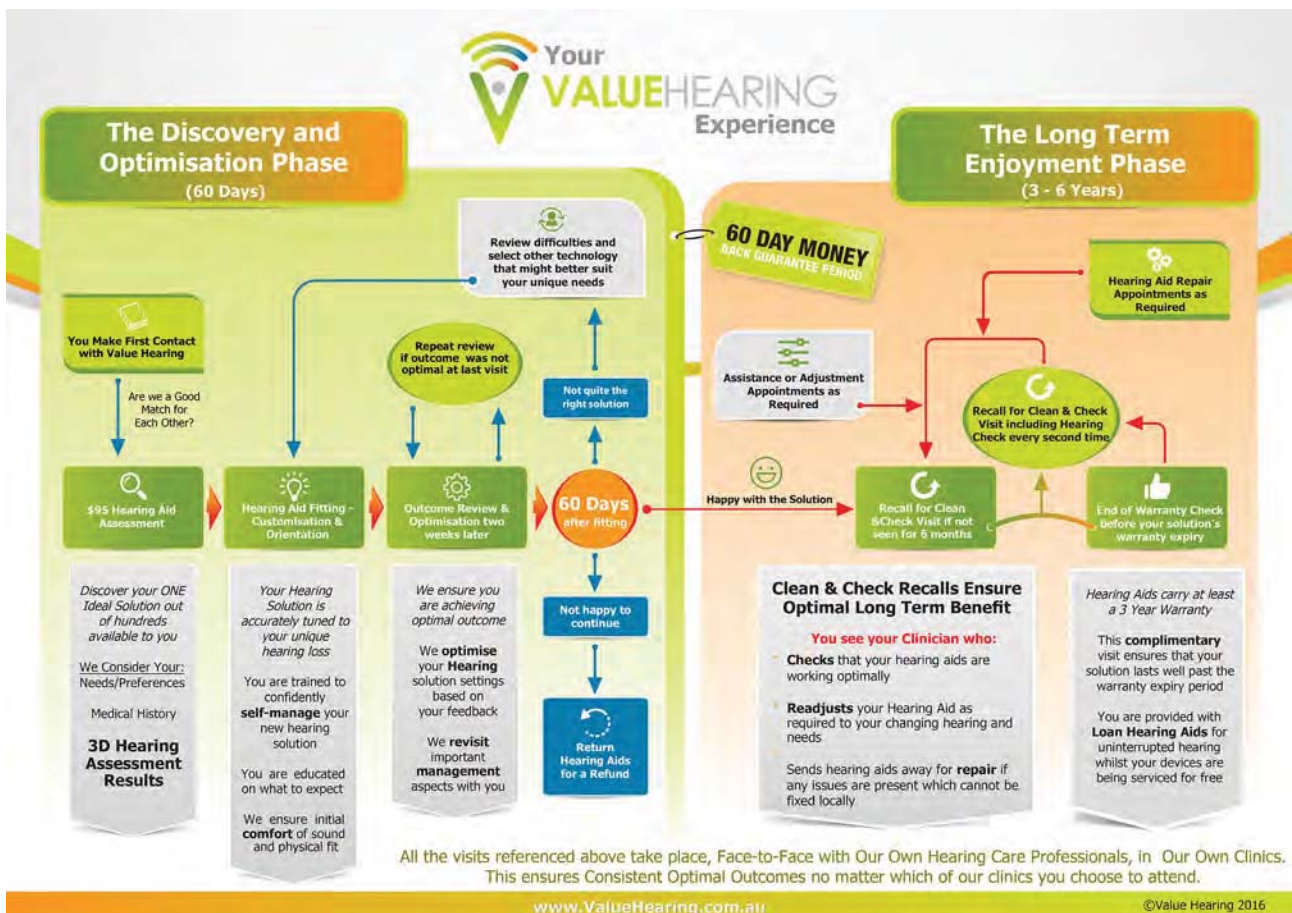 Your
VALUEHEARING
Experience
The Discovery and
Optimisation Phase
(60 Days)
The Long Term
Enjoyment Phase
(3 - 6 Years)
You Make First Contact
with Value Hearing
Are we a Good
Match for
Each Other?
Review difficulties and
select other technology
that might better suit
your unique needs
Repeat review
if outcome was not
optimal at last visit
Not quite the
right solution
$95 Hearing Aid
Assessment
Hearing Aid Fitting -
Customisation &
Orientation
Outcome Review &
Optimisation two
weeks later
60 Days
after fitting
Not happy to
continue
Return
Hearing Aids
for a Refund
Discover your ONE
Ideal Solution out
of hundreds
available to you
We Consider Your:
Needs/Preferences
Medical History
3D Hearing
Assessment
Results
Your Hearing
Solution is
accurately tuned to
your unique
hearing loss
You are trained to
confidently
self-manage your
new hearing
solution
You are educated
on what to expect
We ensure initial
comfort of sound
and physical fit
We ensure you
are achieving
optimal outcome
We optimise
your Hearing
solution settings
based on
your feedback
We revisit
important
management
aspects with you
60 DAY MONEY
BACK GUARANTEE PERIOD
Hearing Aid Repair
Appointments as
Required
Assistance or Adjustment
Appointments as
Required
Recall for Clean & Check
Visit including Hearing
Check every second time
Happy with the Solution
Recall for Clean
&Check Visit if not
seen for 6 months
End of Warranty Check
before your solution's
warranty expiry
Clean & Check Recalls Ensure
Optimal Long Term Benefit
You see your Clinician who:
Checks that your hearing aids are
working optimally
Readjusts your Hearing Aid as
required to your changing hearing and
needs
Sends hearing aids away for repair if
any issues are present which cannot be
fixed locally
Hearing Aids carry at least
a 3 Year Warranty
This complimentary
visit ensures that your
solution lasts well past the
warranty expiry period
You are provided with
Loan Hearing Aids for
uninterrupted hearing
whilst your devices are
being serviced for free
All the visits referenced above take place, Face-to-Face with Our Own Hearing Care Professionals, in Our Own Clinics.
This ensures Consistent Optimal Outcomes no matter which of our clinics you choose to attend.
www.ValueHearing.com.au
©Value Hearing 2016